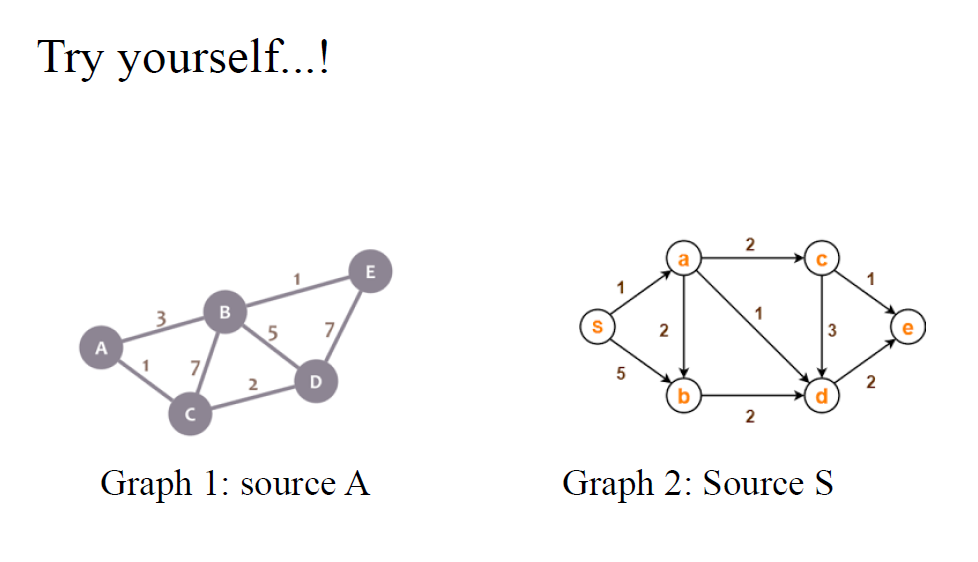 Try yourself...!
E
1
B
3
5
7
A
1
7
2
D
C
Graph 1: source A
2
a
c
1
1
1
s
2
3
e
5
2
b
d
2
Graph 2: Source S